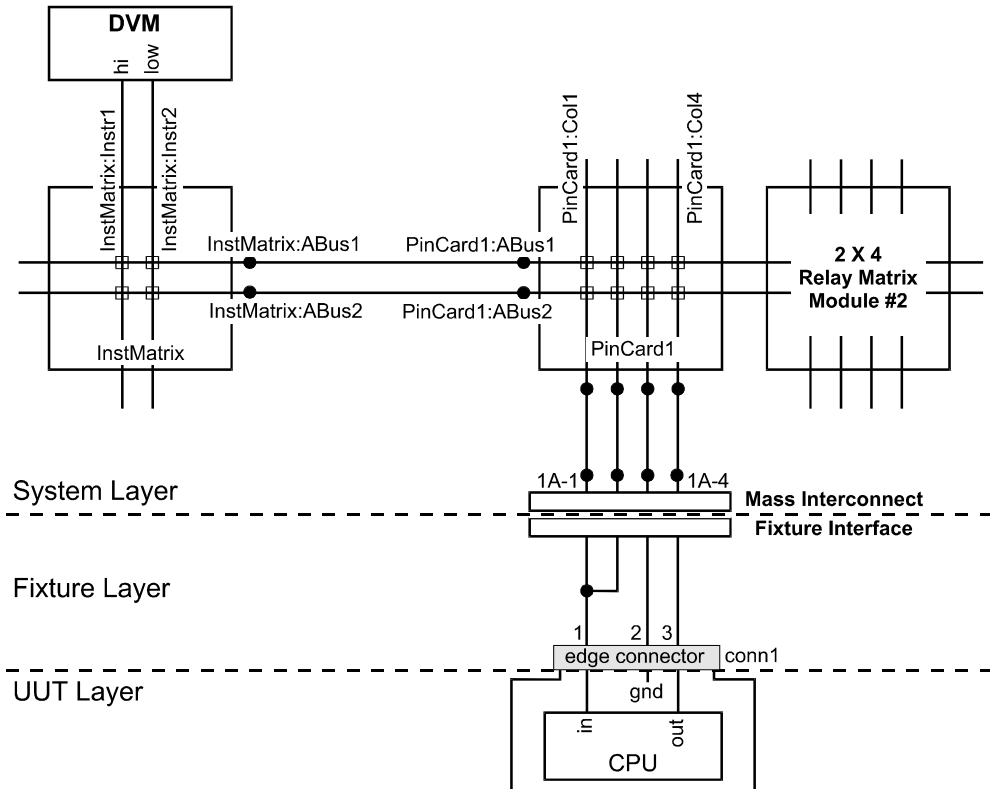 DVM
hi
low
InstMatrix:Instr1
InstMatrix:Instr2
PinCard1:Col1
PinCard1:Col4
InstMatrix:ABus1
PinCard1:ABus1
2 X 4
Relay Matrix
Module #2
InstMatrix:ABus2
PinCard1:ABus2
InstMatrix
PinCard1
System Layer
1A-1
1A-4
Mass Interconnect
Fixture Interface
Fixture Layer
1
2
3
edge connector
conn1
UUT Layer
gnd
in
out
CPU